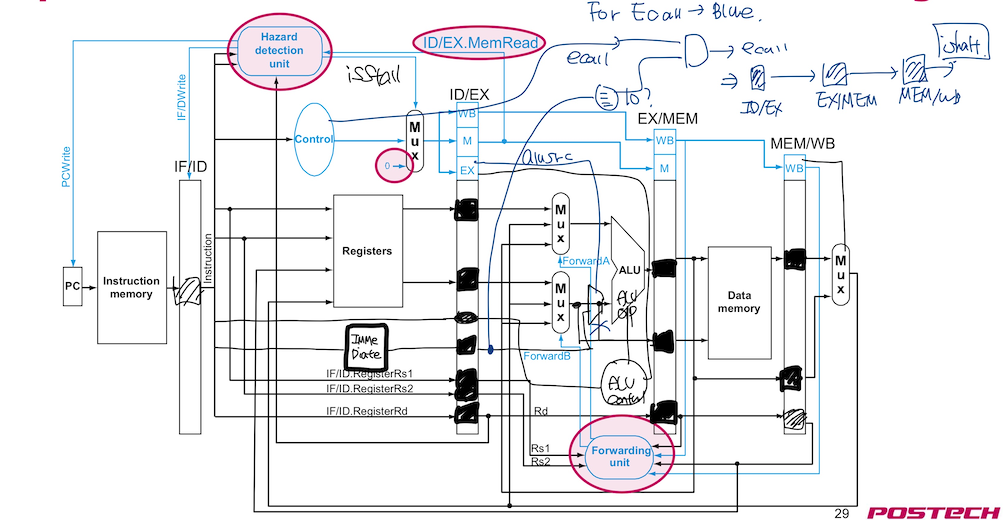 For Ecall → Blue.
Hazard
detection
unit
ID/EX.MemRead
ecall
→ ecall
ishalt.
=10?
⇒
ID/EX
EX/MEM
MEM/WB
isStall
IF/DWrite
PCWrite
ID/EX
EX/MEM
MEM/WB
Control
Mux
0
WB
M
EX
WB
M
WB
alusrc
IF/ID
Instruction
Registers
PC
Instruction
memory
Mux
Mux
ForwardA
ForwardB
ALU
ALU
op
ALU
control
Data
memory
Mux
Imme
Diate
IF/ID.RegisterRs1
IF/ID.RegisterRs2
IF/ID.RegisterRd
Rd
Rs1
Rs2
Forwarding
unit
29
POSTECH